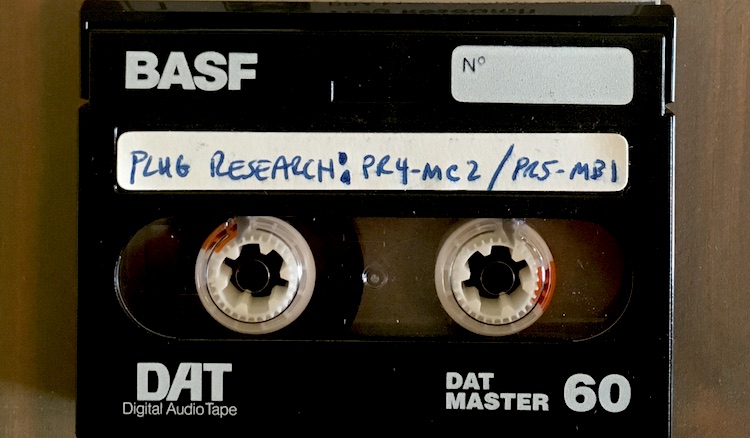 BASF
N°
PLUG RESEARCH: PR4-MC2/PR5-MB1
DAT
Digital Audio Tape
DAT
MASTER 60